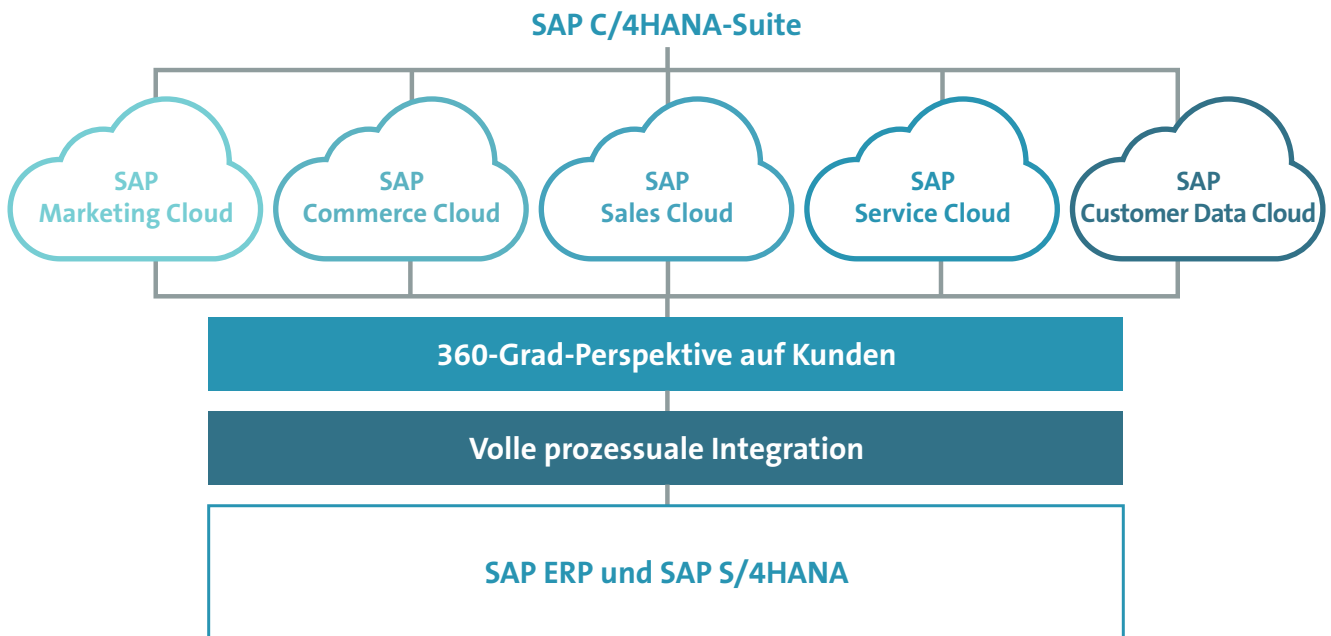 SAP C/4HANA-Suite
SAP
Marketing Cloud
SAP
Commerce Cloud
SAP
Sales Cloud
SAP
Service Cloud
SAP
Customer Data Cloud
360-Grad-Perspektive auf Kunden
Volle prozessuale Integration
SAP ERP und SAP S/4HANA